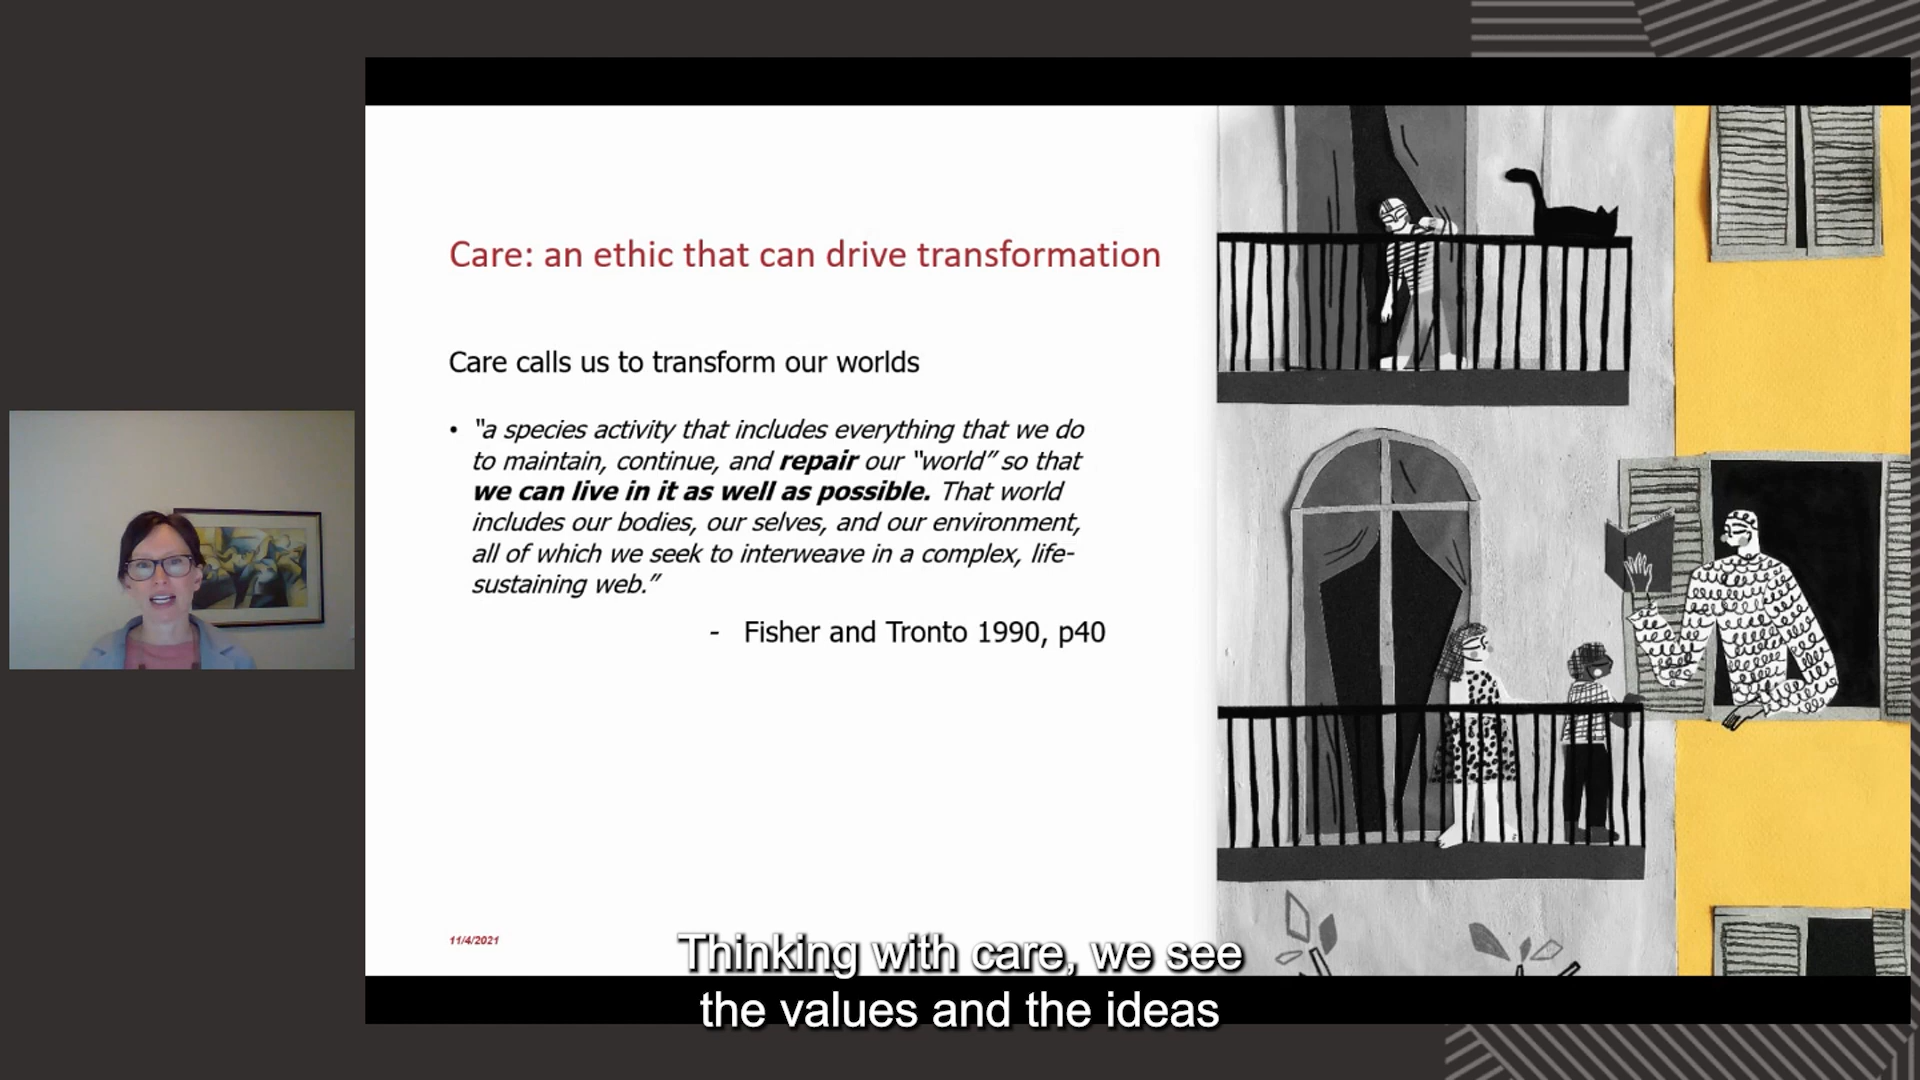 Care: an ethic that can drive transformation
Care calls us to transform our worlds
• “a species activity that includes everything that we do
to maintain, continue, and repair our “world” so that
we can live in it as well as possible. That world
includes our bodies, our selves, and our environment,
all of which we seek to interweave in a complex, life-
sustaining web.”
- Fisher and Tronto 1990, p40
11/4/2021
Thinking with care, we see
the values and the ideas